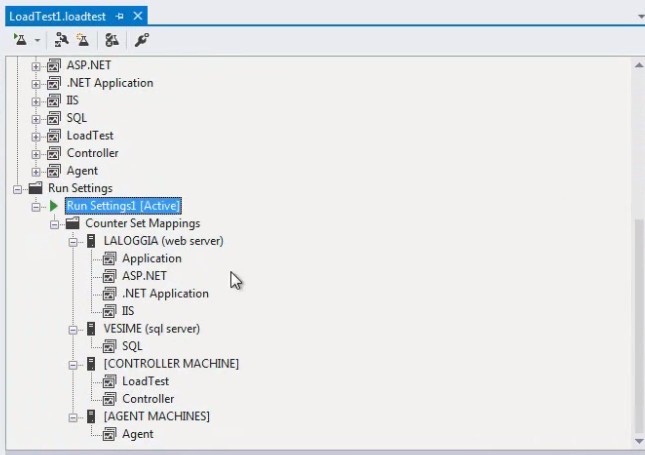 LoadTest1.loadtest
ASP.NET
.NET Application
IIS
SQL
LoadTest
Controller
Agent
Run Settings
Run Settings1 [Active]
Counter Set Mappings
LALOGGIA (web server)
Application
ASP.NET
.NET Application
IIS
VESIME (sql server)
SQL
[CONTROLLER MACHINE]
LoadTest
Controller
[AGENT MACHINES]
Agent